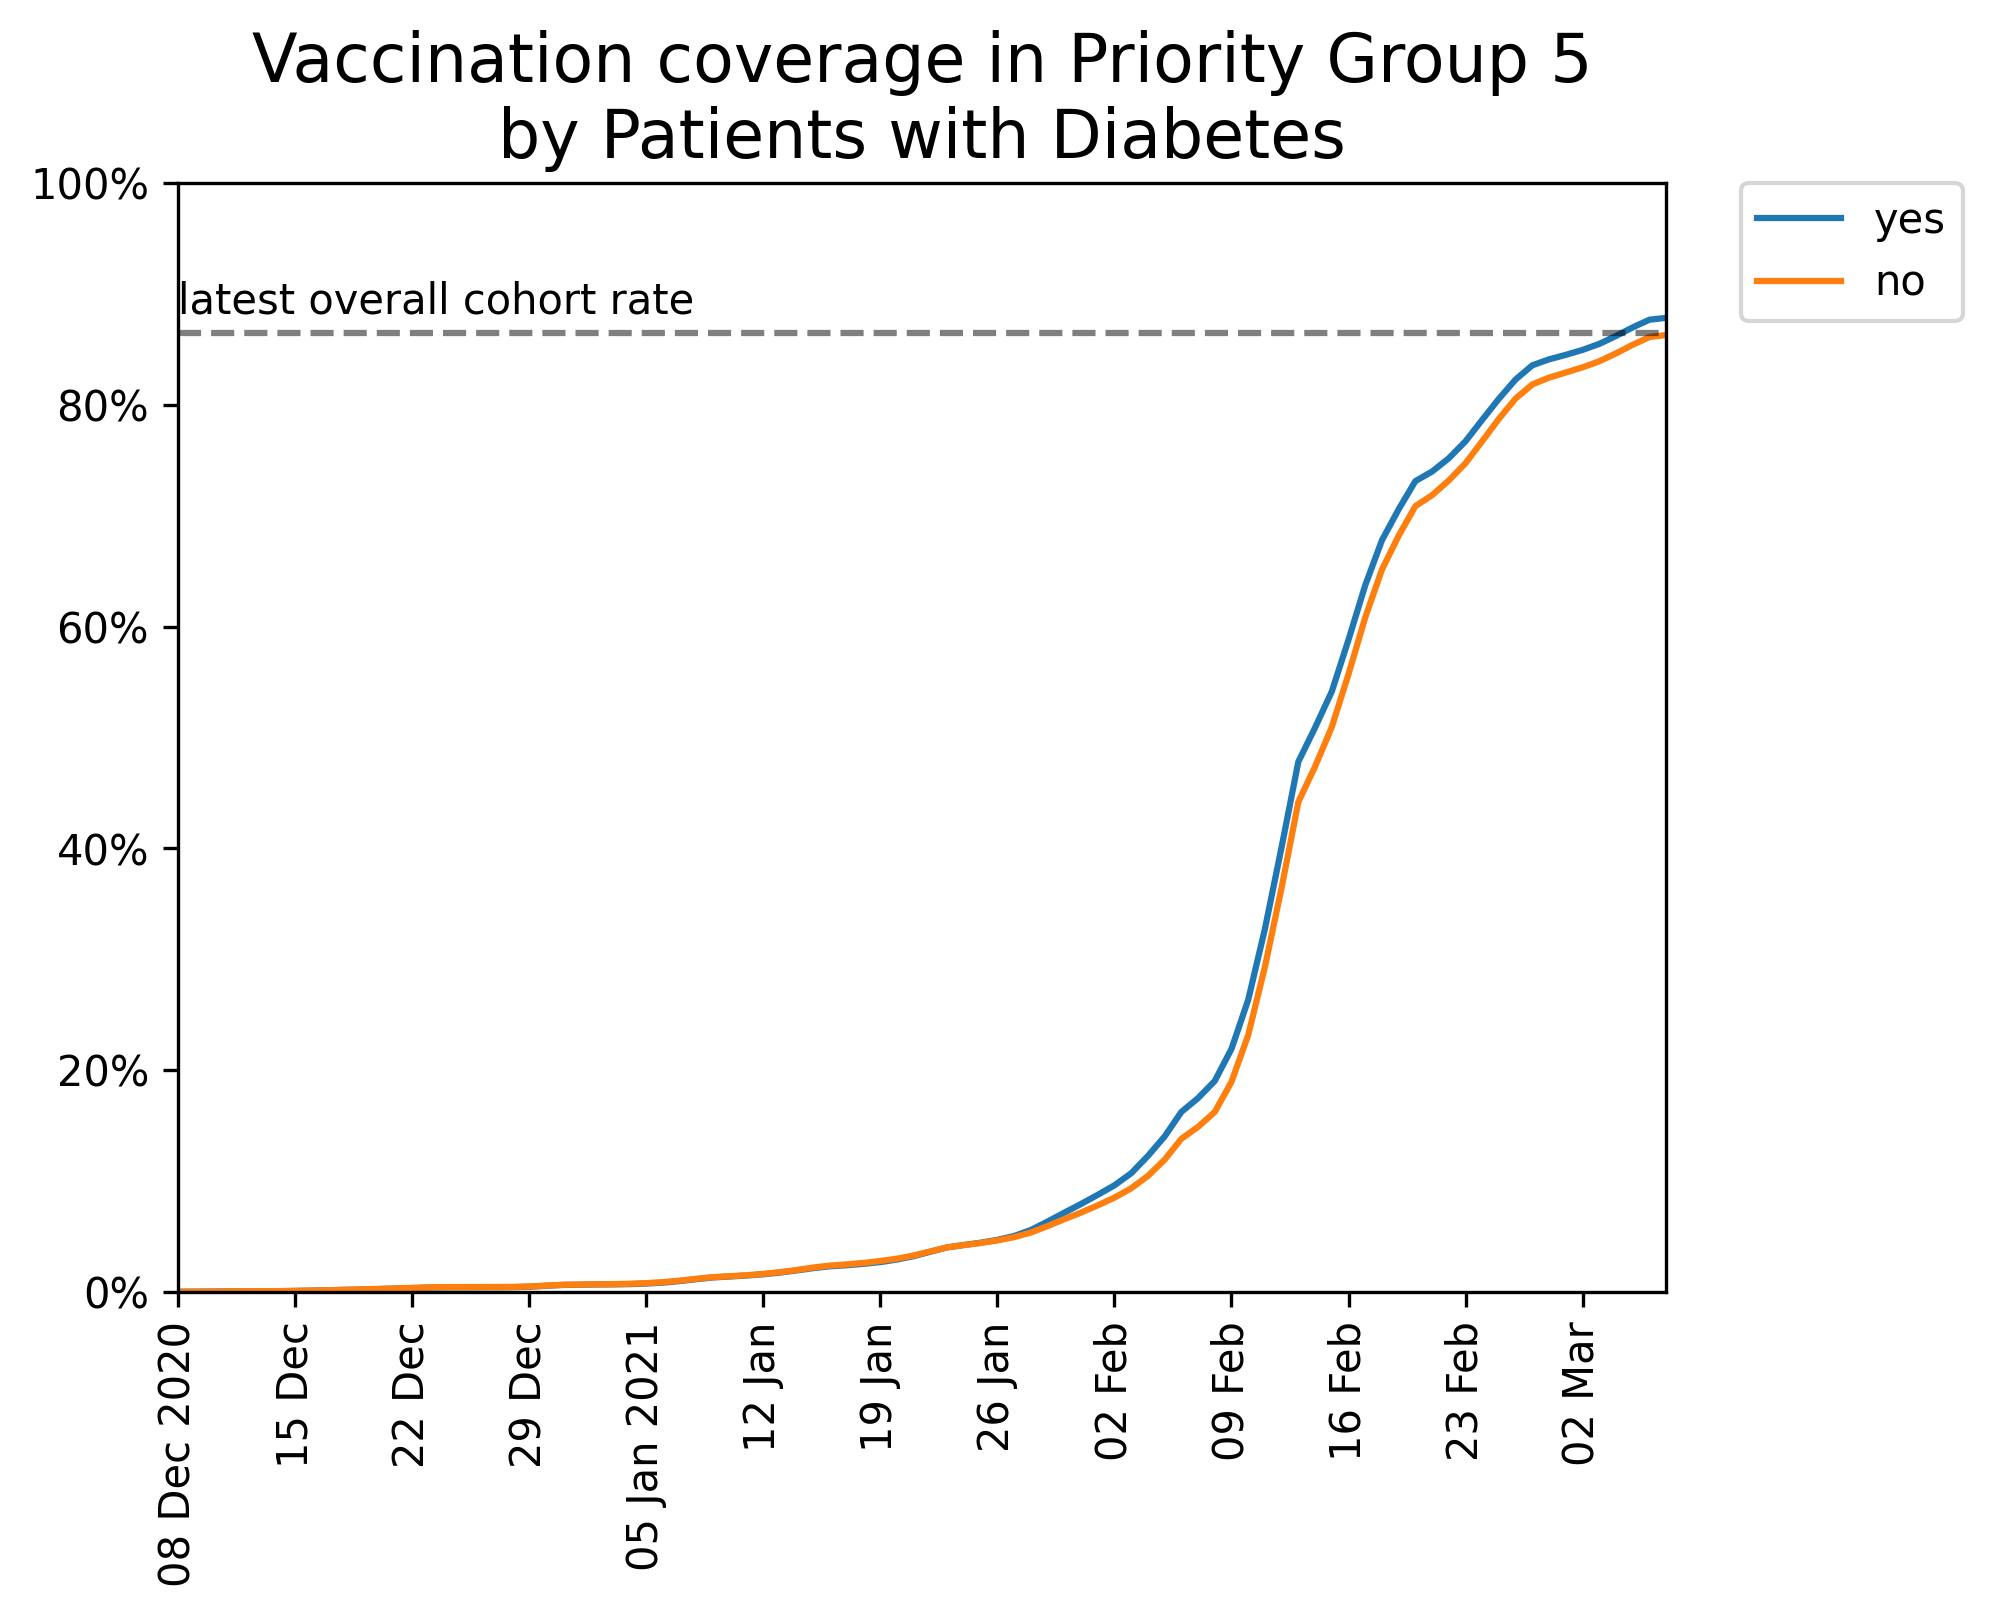 Vaccination coverage in Priority Group 5
by Patients with Diabetes
100%
80%
60%
40%
20%
0%
latest overall cohort rate
yes
no
08 Dec 2020
15 Dec
22 Dec
29 Dec
05 Jan 2021
12 Jan
19 Jan
26 Jan
02 Feb
09 Feb
16 Feb
23 Feb
02 Mar